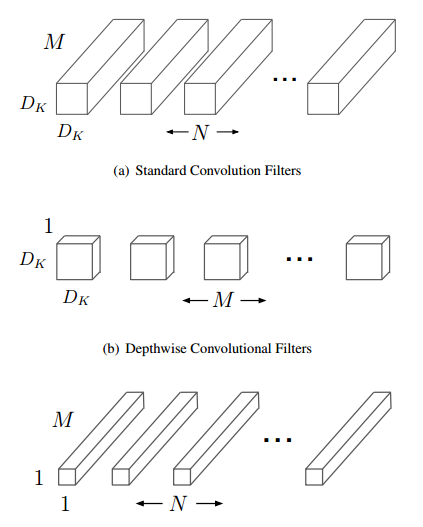 M
D_K
D_K
N
...
(a) Standard Convolution Filters
1
D_K
D_K
M
...
(b) Depthwise Convolutional Filters
M
1
1
N
...